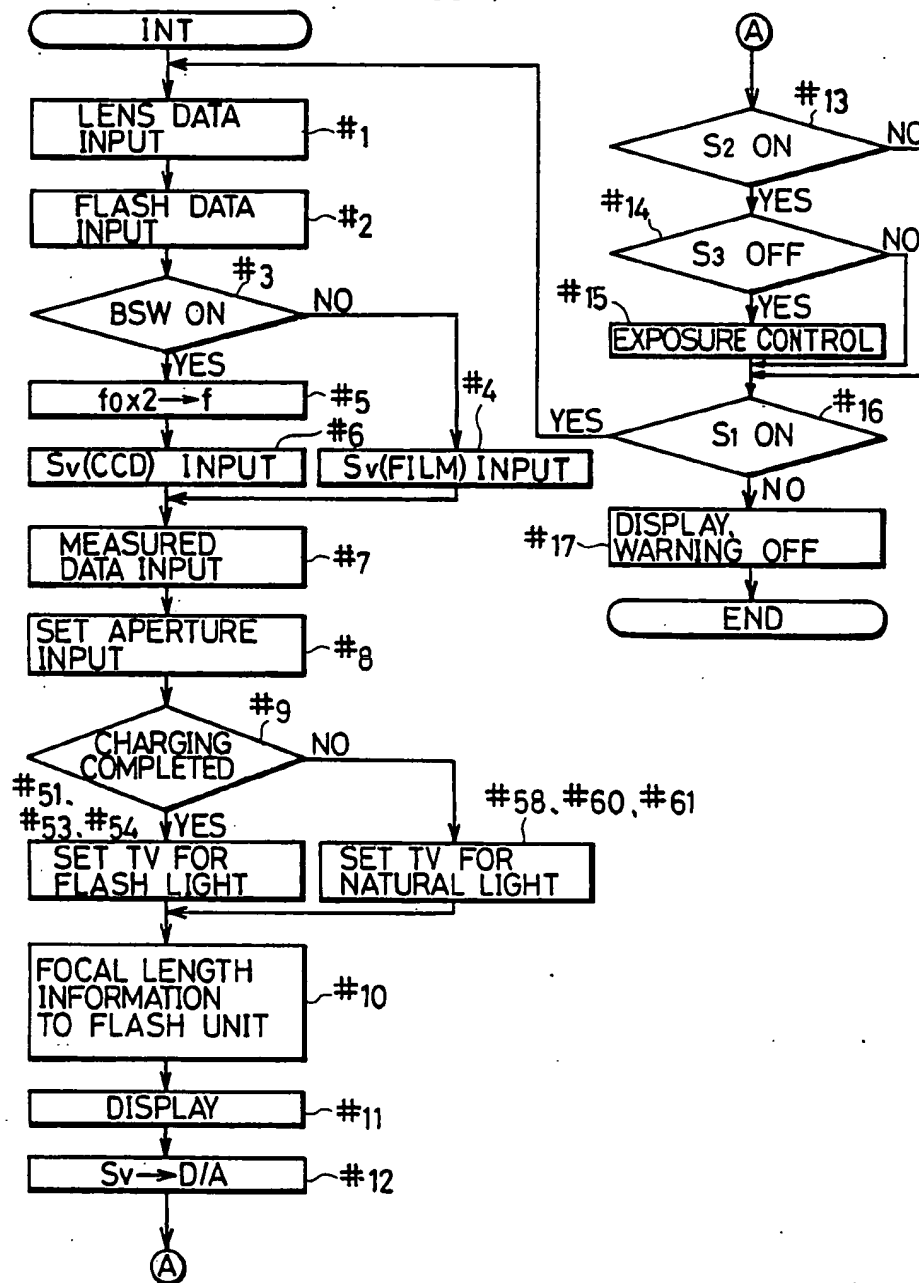 INT
LENS DATA
INPUT
#1
FLASH DATA
INPUT
#2
#3
BSW ON
NO
YES
f0x2→f
#5
#4
#6
Sv(CCD) INPUT
Sv(FILM) INPUT
MEASURED
DATA INPUT
#7
SET APERTURE
INPUT
#8
#9
CHARGING
COMPLETED
NO
#51、
#53、#54
YES
#58、#60、#61
SET TV FOR
FLASH LIGHT
SET TV FOR
NATURAL LIGHT
FOCAL LENGTH
INFORMATION
TO FLASH UNIT
#10
DISPLAY
#11
Sv→D/A
#12
A
A
#13
S2 ON
NO
YES
#14
S3 OFF
NO
YES
#15
EXPOSURE CONTROL
YES
S1 ON
#16
NO
DISPLAY,
WARNING OFF
#17
END